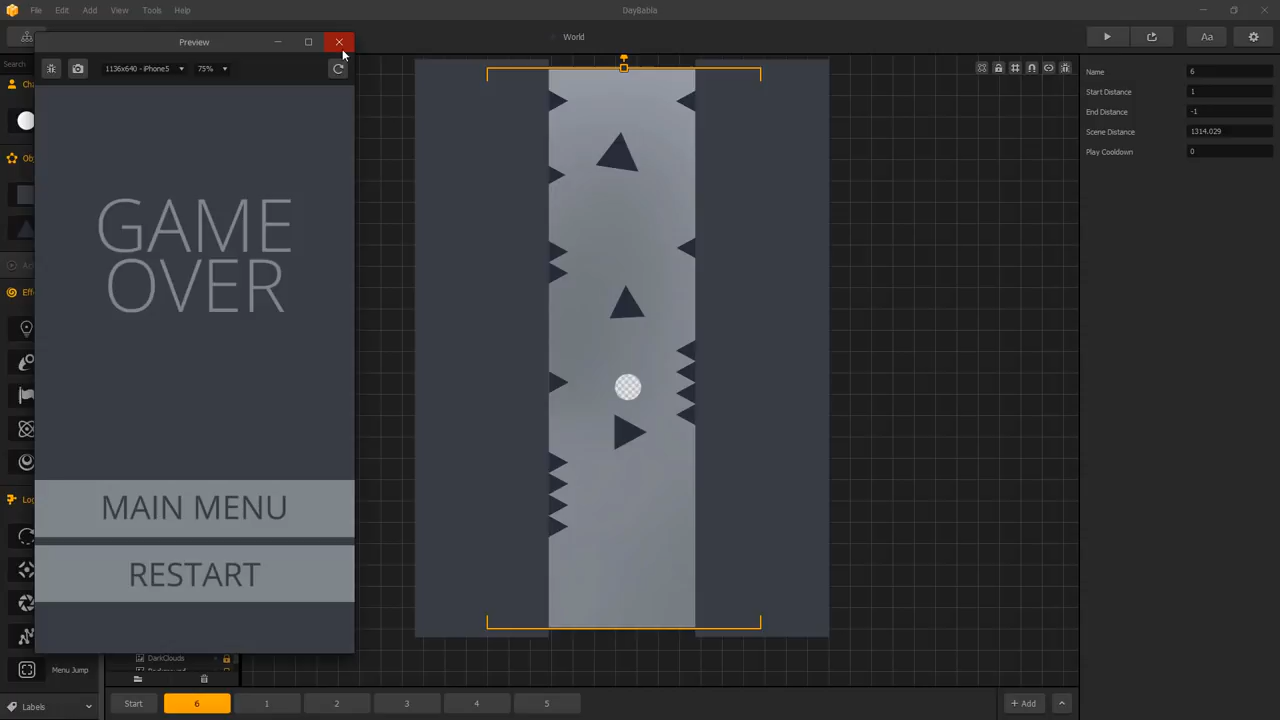 File Edit Add View Tools Help
DayBabla
Preview
World
Aa
Search
1136x640 - iPhone5
75%
Name 6
Start Distance 1
End Distance -1
Scene Distance 1314.029
Play Cooldown 0
GAME
OVER
MAIN MENU
RESTART
DarkClouds
Menu Jump
Labels
Start 6 1 2 3 4 5
Add